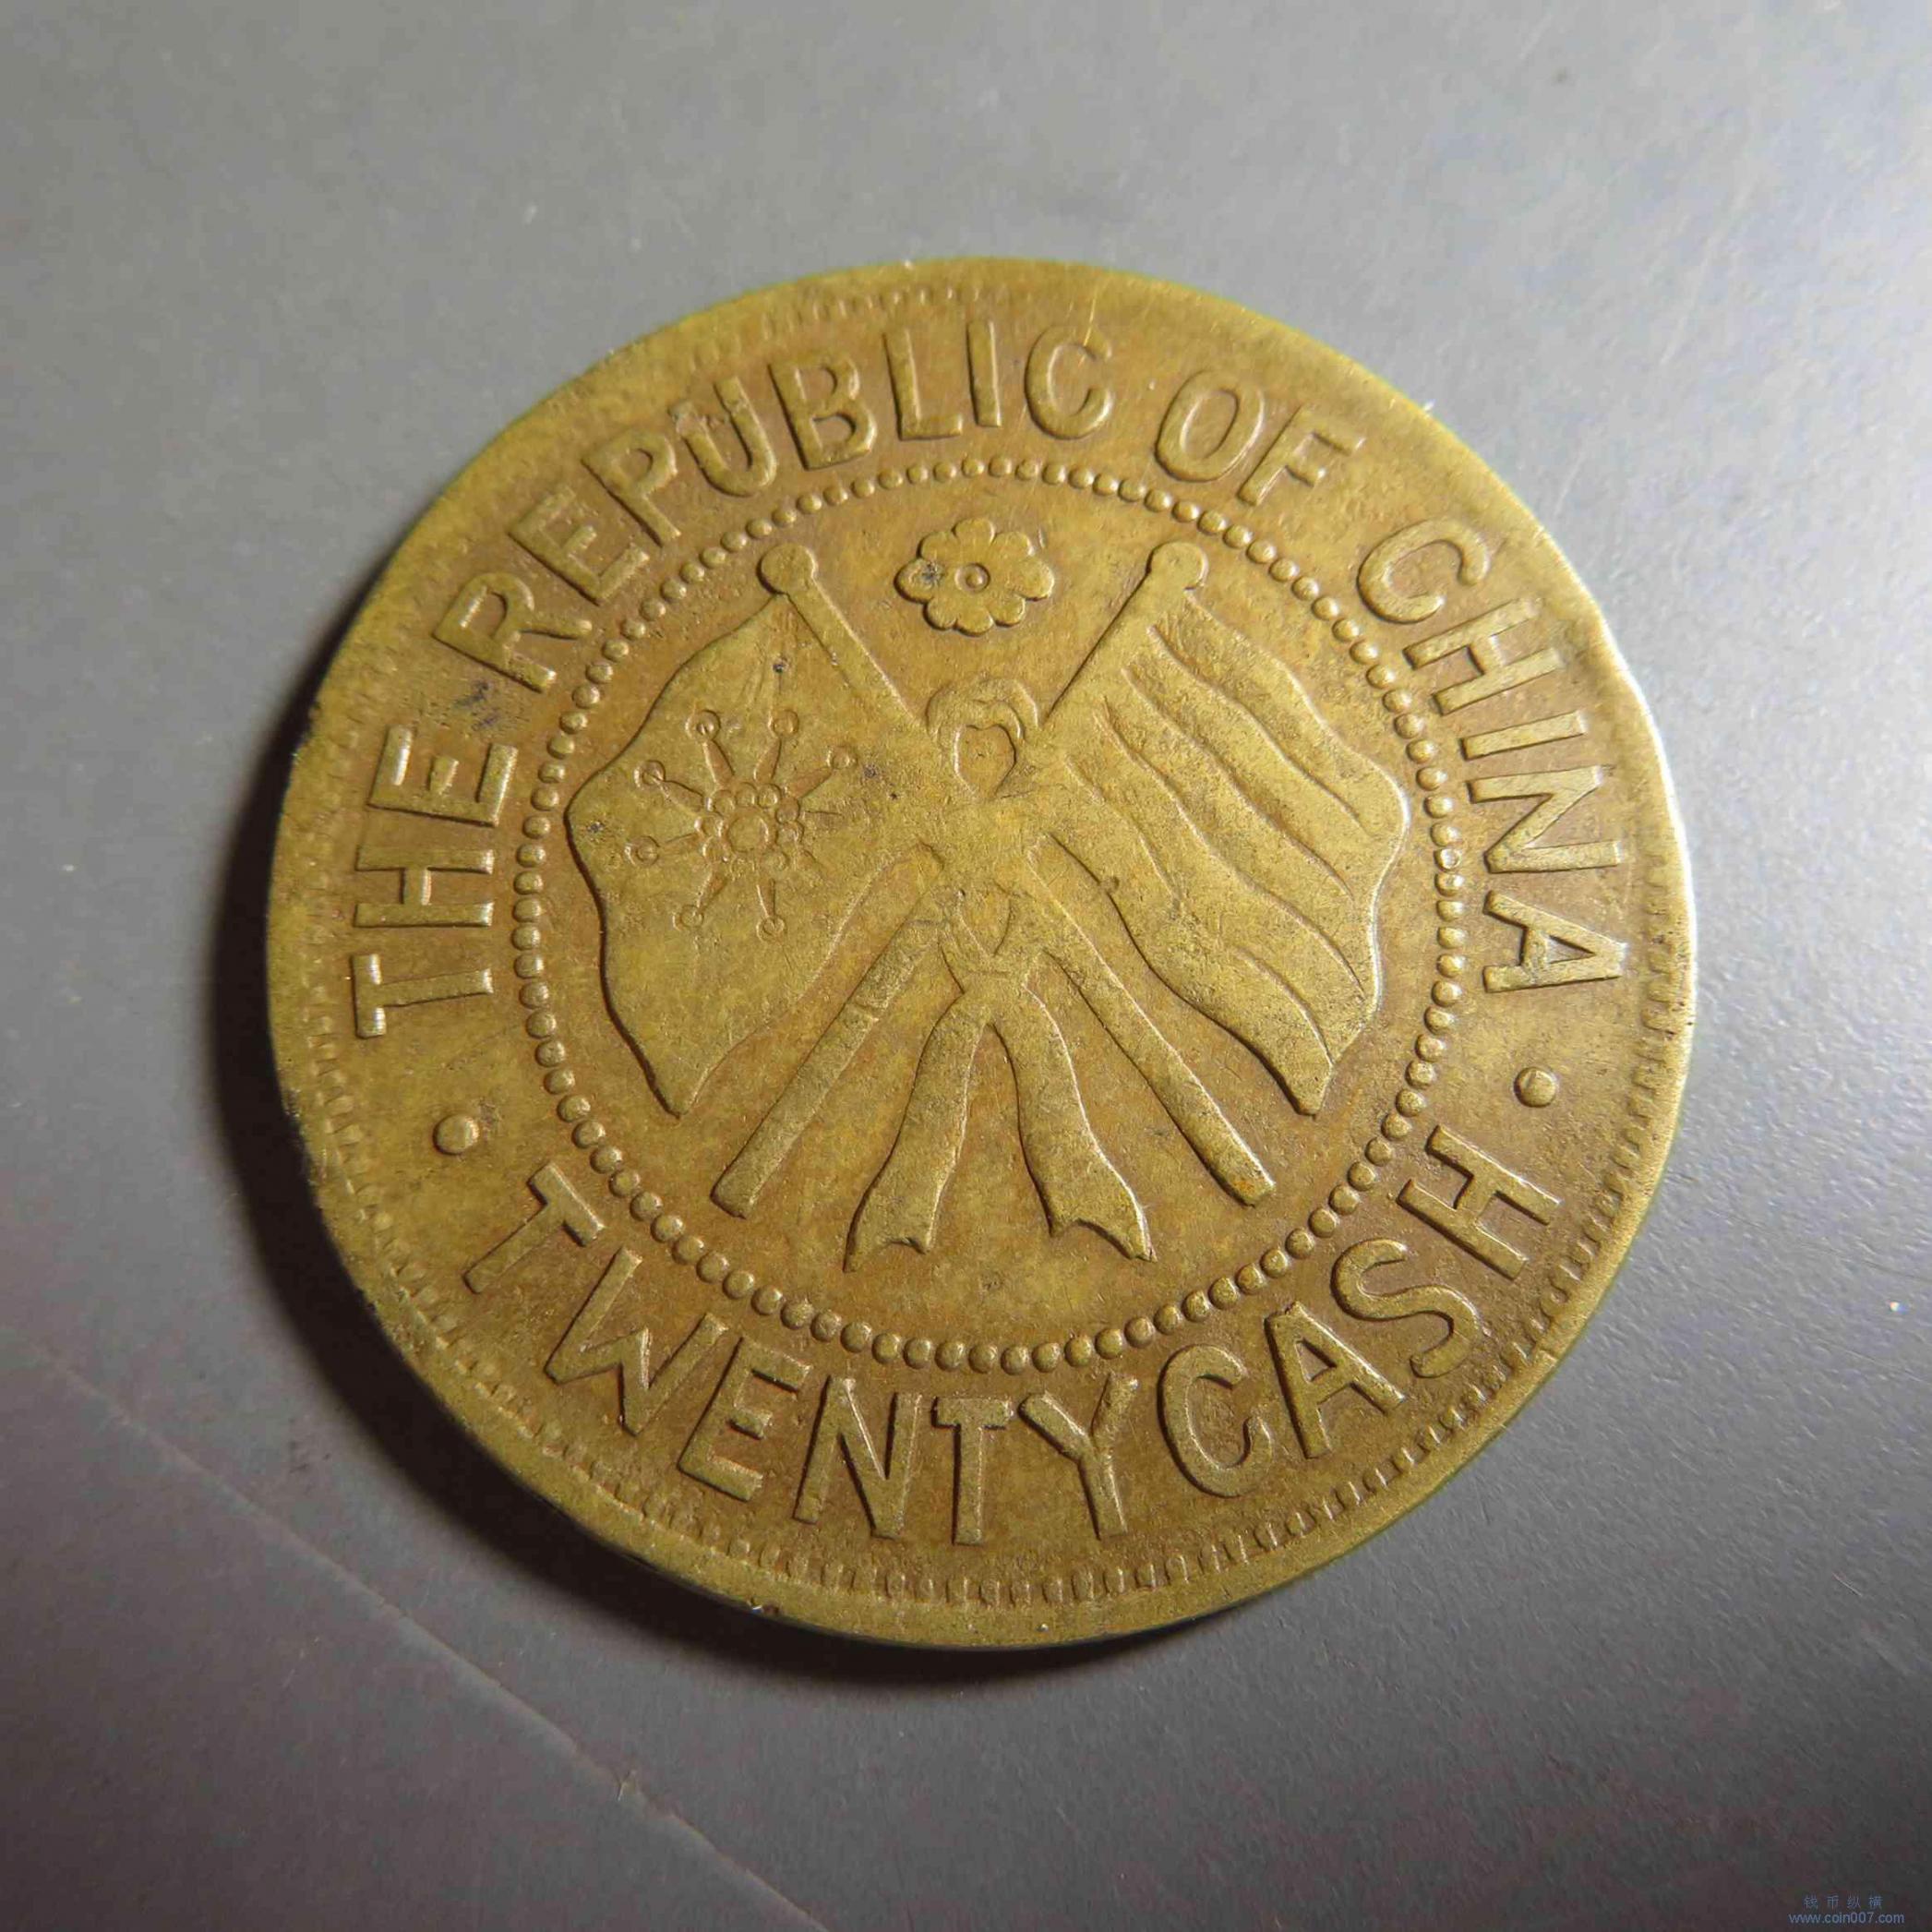 THE REPUBLIC OF CHINA
· TWENTY CASH ·
钱币纵横
www.coin007.com